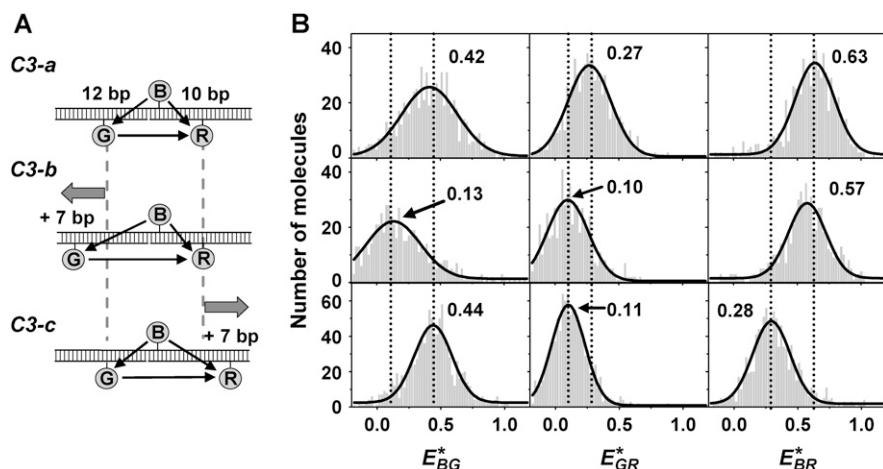 A
C3-a
12 bp
B
10 bp
G
R
C3-b
+ 7 bp
B
G
R
+ 7 bp
C3-c
B
G
R
B
Number of molecules
40
20
0
40
20
0
60
40
20
0
0.42
0.27
0.63
0.13
0.10
0.57
0.44
0.11
0.28
0.0 0.5 1.0
0.0 0.5 1.0
0.0 0.5 1.0
E*BG
E*GR
E*BR